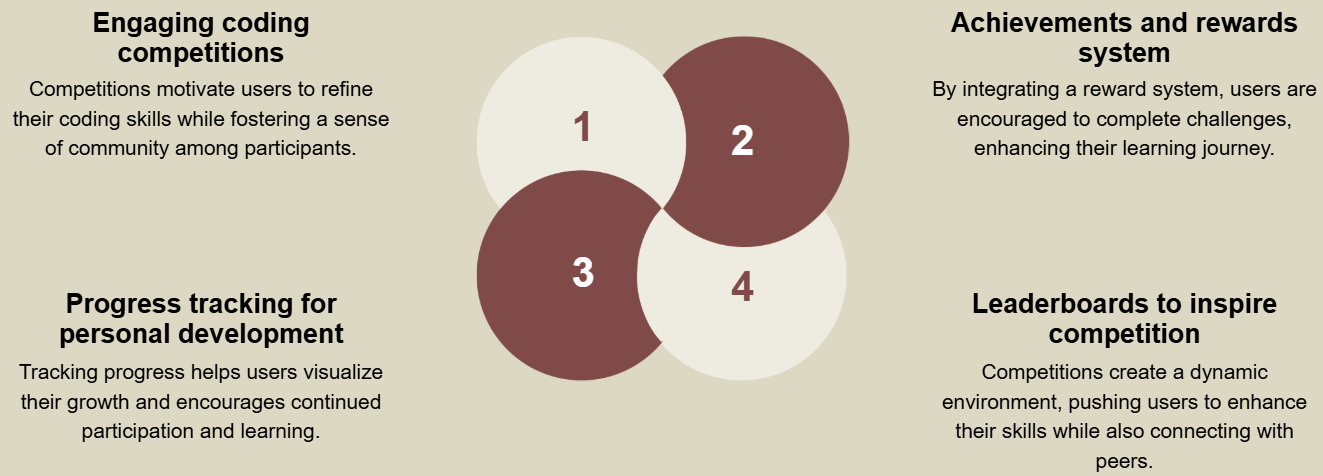 Engaging coding
competitions
Competitions motivate users to refine
their coding skills while fostering a sense
of community among participants.
1
2
Achievements and rewards
system
By integrating a reward system, users are
encouraged to complete challenges,
enhancing their learning journey.
Progress tracking for
personal development
Tracking progress helps users visualize
their growth and encourages continued
participation and learning.
3
4
Leaderboards to inspire
competition
Competitions create a dynamic
environment, pushing users to enhance
their skills while also connecting with
peers.